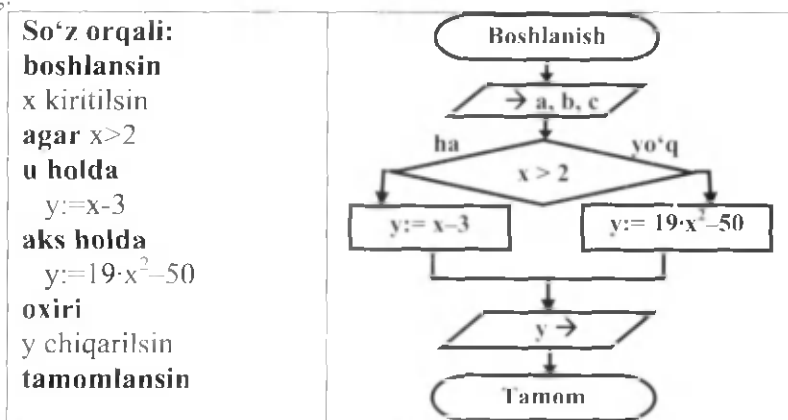 So‘z orqali:
boshlansin
x kiritilsin
agar x>2
u holda
y:=x-3
aks holda
y:=19·x²–50
oxiri
y chiqarilsin
tamomlansin
Boshlanish
→ a, b, c
ha
yo‘q
x > 2
y:= x–3
y:= 19·x²–50
y →
Tamom